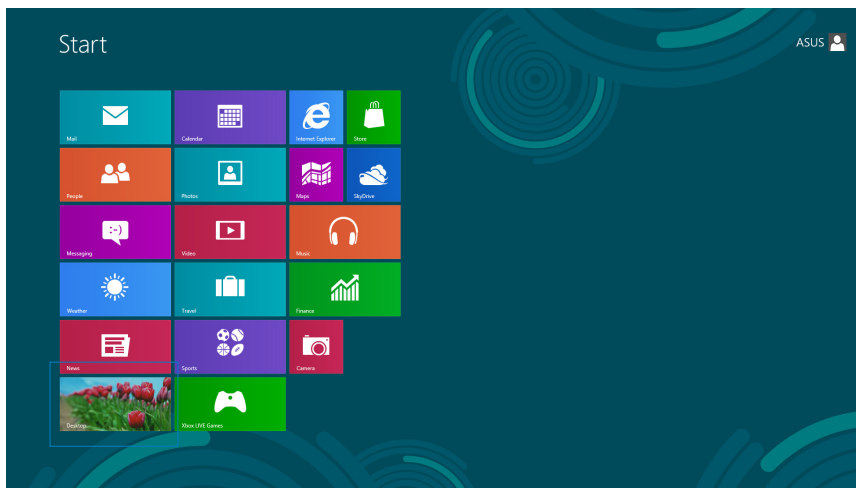 Start
ASUS
Mail
Calendar
Internet Explorer
Store
People
Photos
Maps
SkyDrive
Messaging
:-)
Video
Music
Weather
Travel
Finance
News
Sports
Camera
Desktop
Xbox LIVE Games